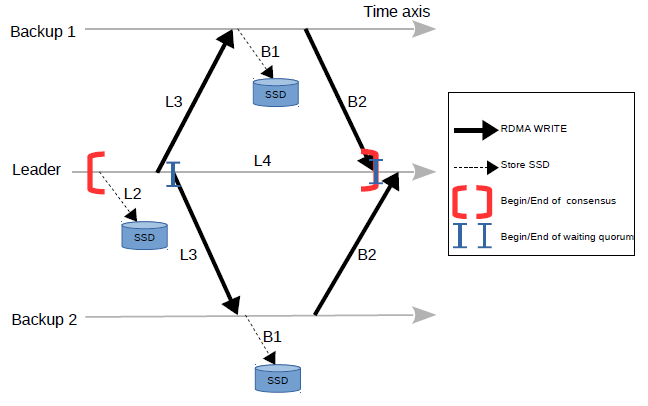 Time axis
Backup 1
B1
SSD
L3
B2
RDMA WRITE
Leader
L4
Store SSD
L2
Begin/End of consensus
SSD
L3
B2
Begin/End of waiting quorum
Backup 2
B1
SSD